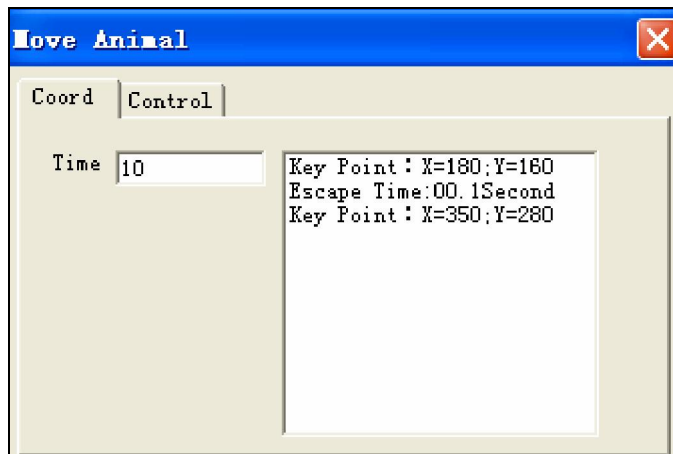 Move Animal
Coord Control
Time 10
Key Point：X=180;Y=160
Escape Time:00.1Second
Key Point：X=350;Y=280